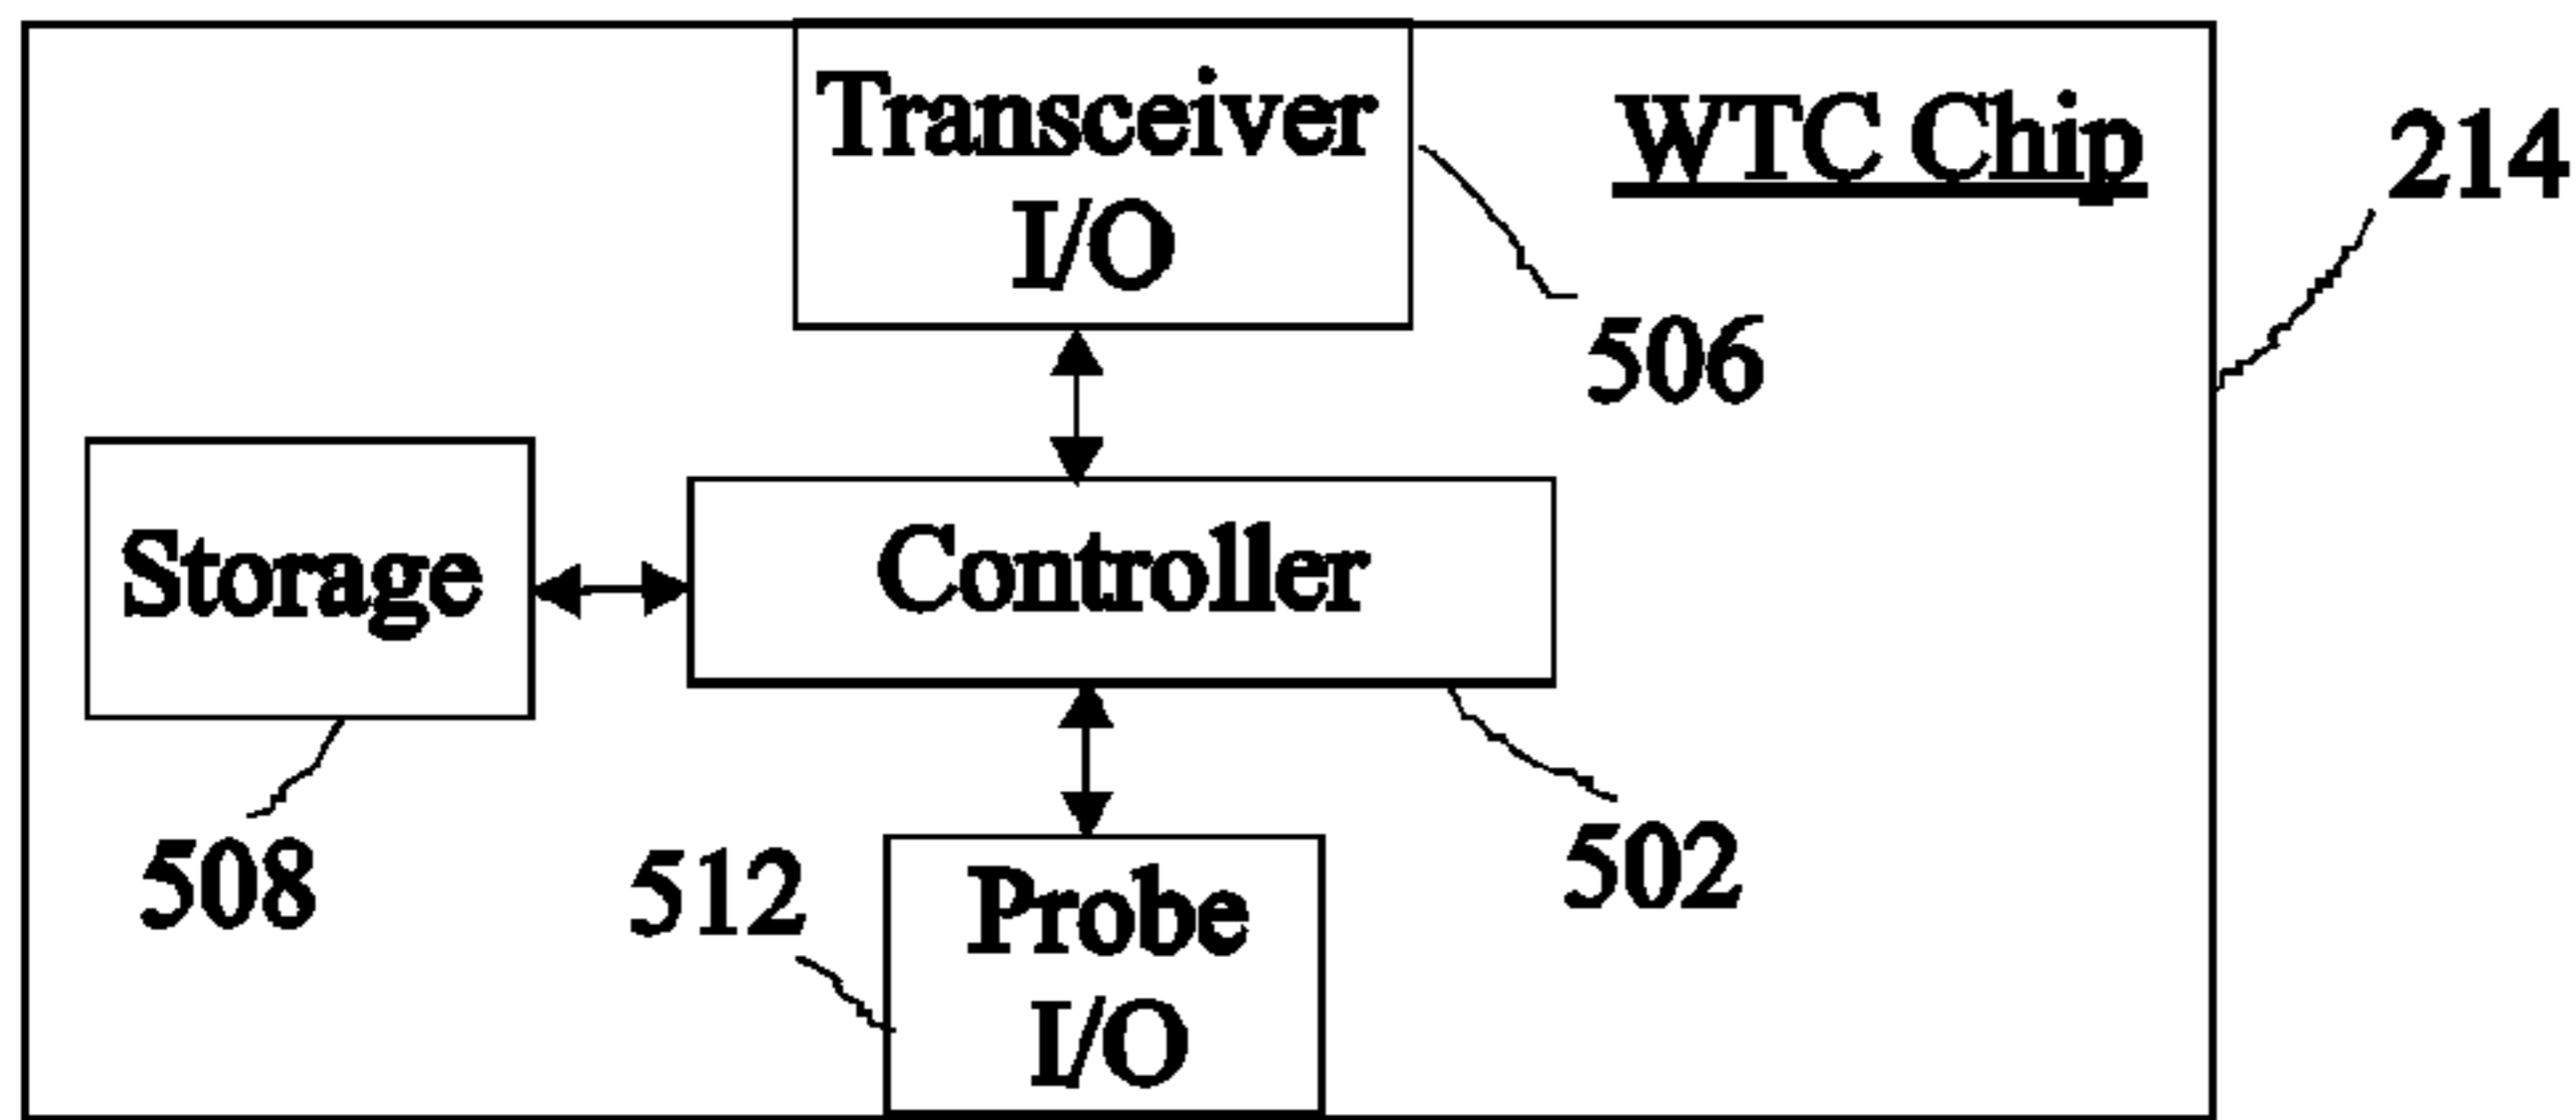 Transceiver
I/O
WTC Chip
214
506
Storage
Controller
508
512
502
Probe
I/O